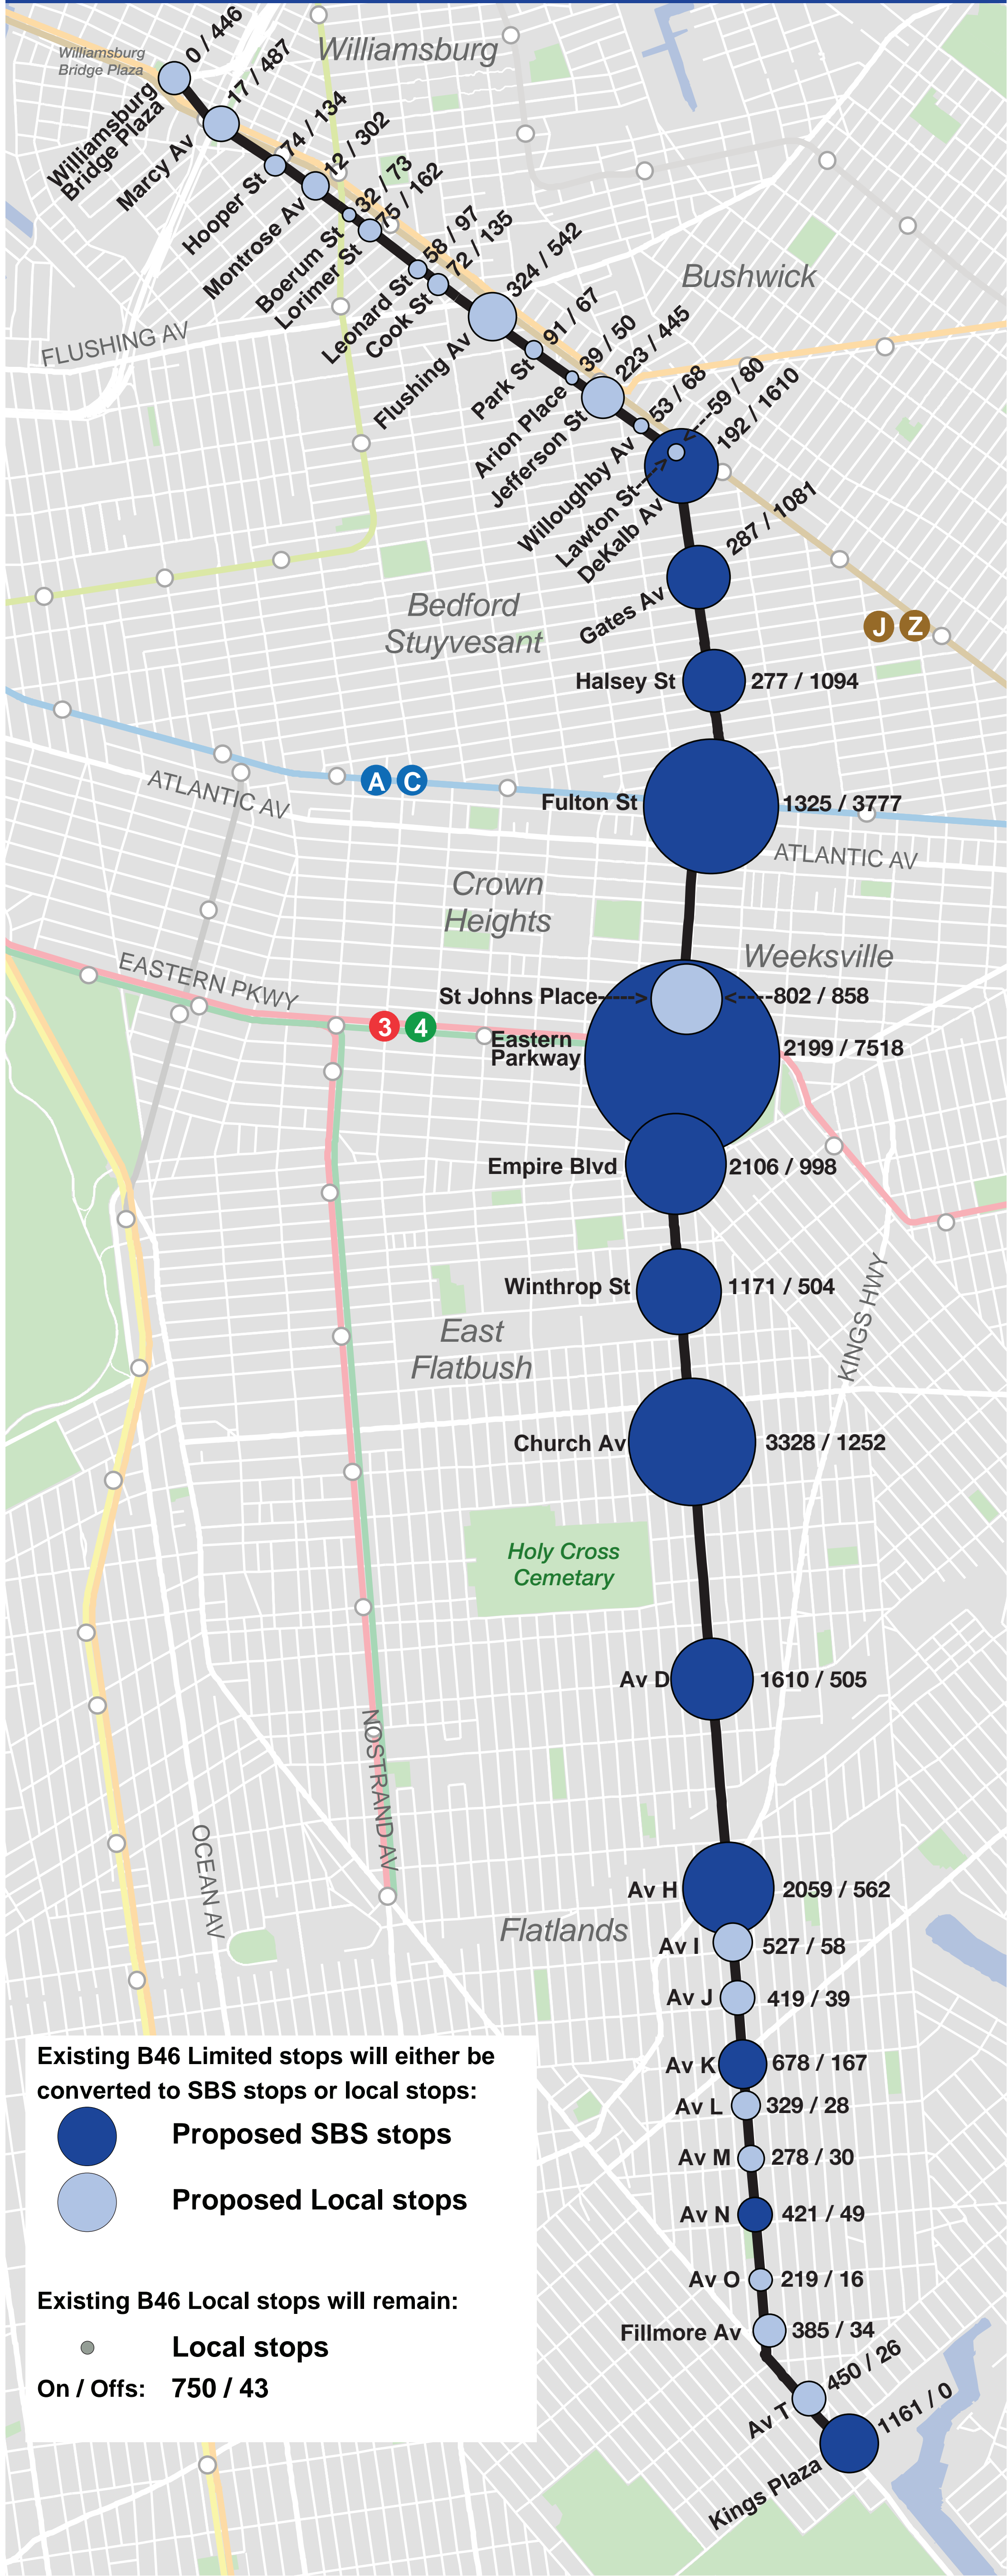 Williamsburg
Bridge Plaza
Williamsburg
0 / 446
Williamsburg
Bridge Plaza
17 / 487
Marcy Av
74 / 134
Hooper St
12 / 302
Montrose Av
32 / 73
Boerum St
75 / 162
Lorimer St
58 / 97
Leonard St
72 / 135
Cook St
324 / 542
Flushing Av
FLUSHING AV
Bushwick
91 / 67
Park St
39 / 50
Arion Place
223 / 445
Jefferson St
53 / 68
Willoughby Av
59 / 80
Lawton St
192 / 1610
DeKalb Av
287 / 1081
Gates Av
Bedford
Stuyvesant
J Z
Halsey St 277 / 1094
A C
ATLANTIC AV
Fulton St 1325 / 3777
ATLANTIC AV
Crown
Heights
Weeksville
EASTERN PKWY
St Johns Place 802 / 858
3 4
Eastern
Parkway
2199 / 7518
Empire Blvd 2106 / 998
Winthrop St 1171 / 504
KINGS HWY
East
Flatbush
Church Av 3328 / 1252
Holy Cross
Cemetary
Av D 1610 / 505
NOSTRAND AV
OCEAN AV
Av H 2059 / 562
Flatlands
Av I 527 / 58
Av J 419 / 39
Av K 678 / 167
Av L 329 / 28
Av M 278 / 30
Av N 421 / 49
Av O 219 / 16
Fillmore Av 385 / 34
450 / 26
Av T
1161 / 0
Kings Plaza
Existing B46 Limited stops will either be
converted to SBS stops or local stops:
Proposed SBS stops
Proposed Local stops
Existing B46 Local stops will remain:
Local stops
On / Offs: 750 / 43